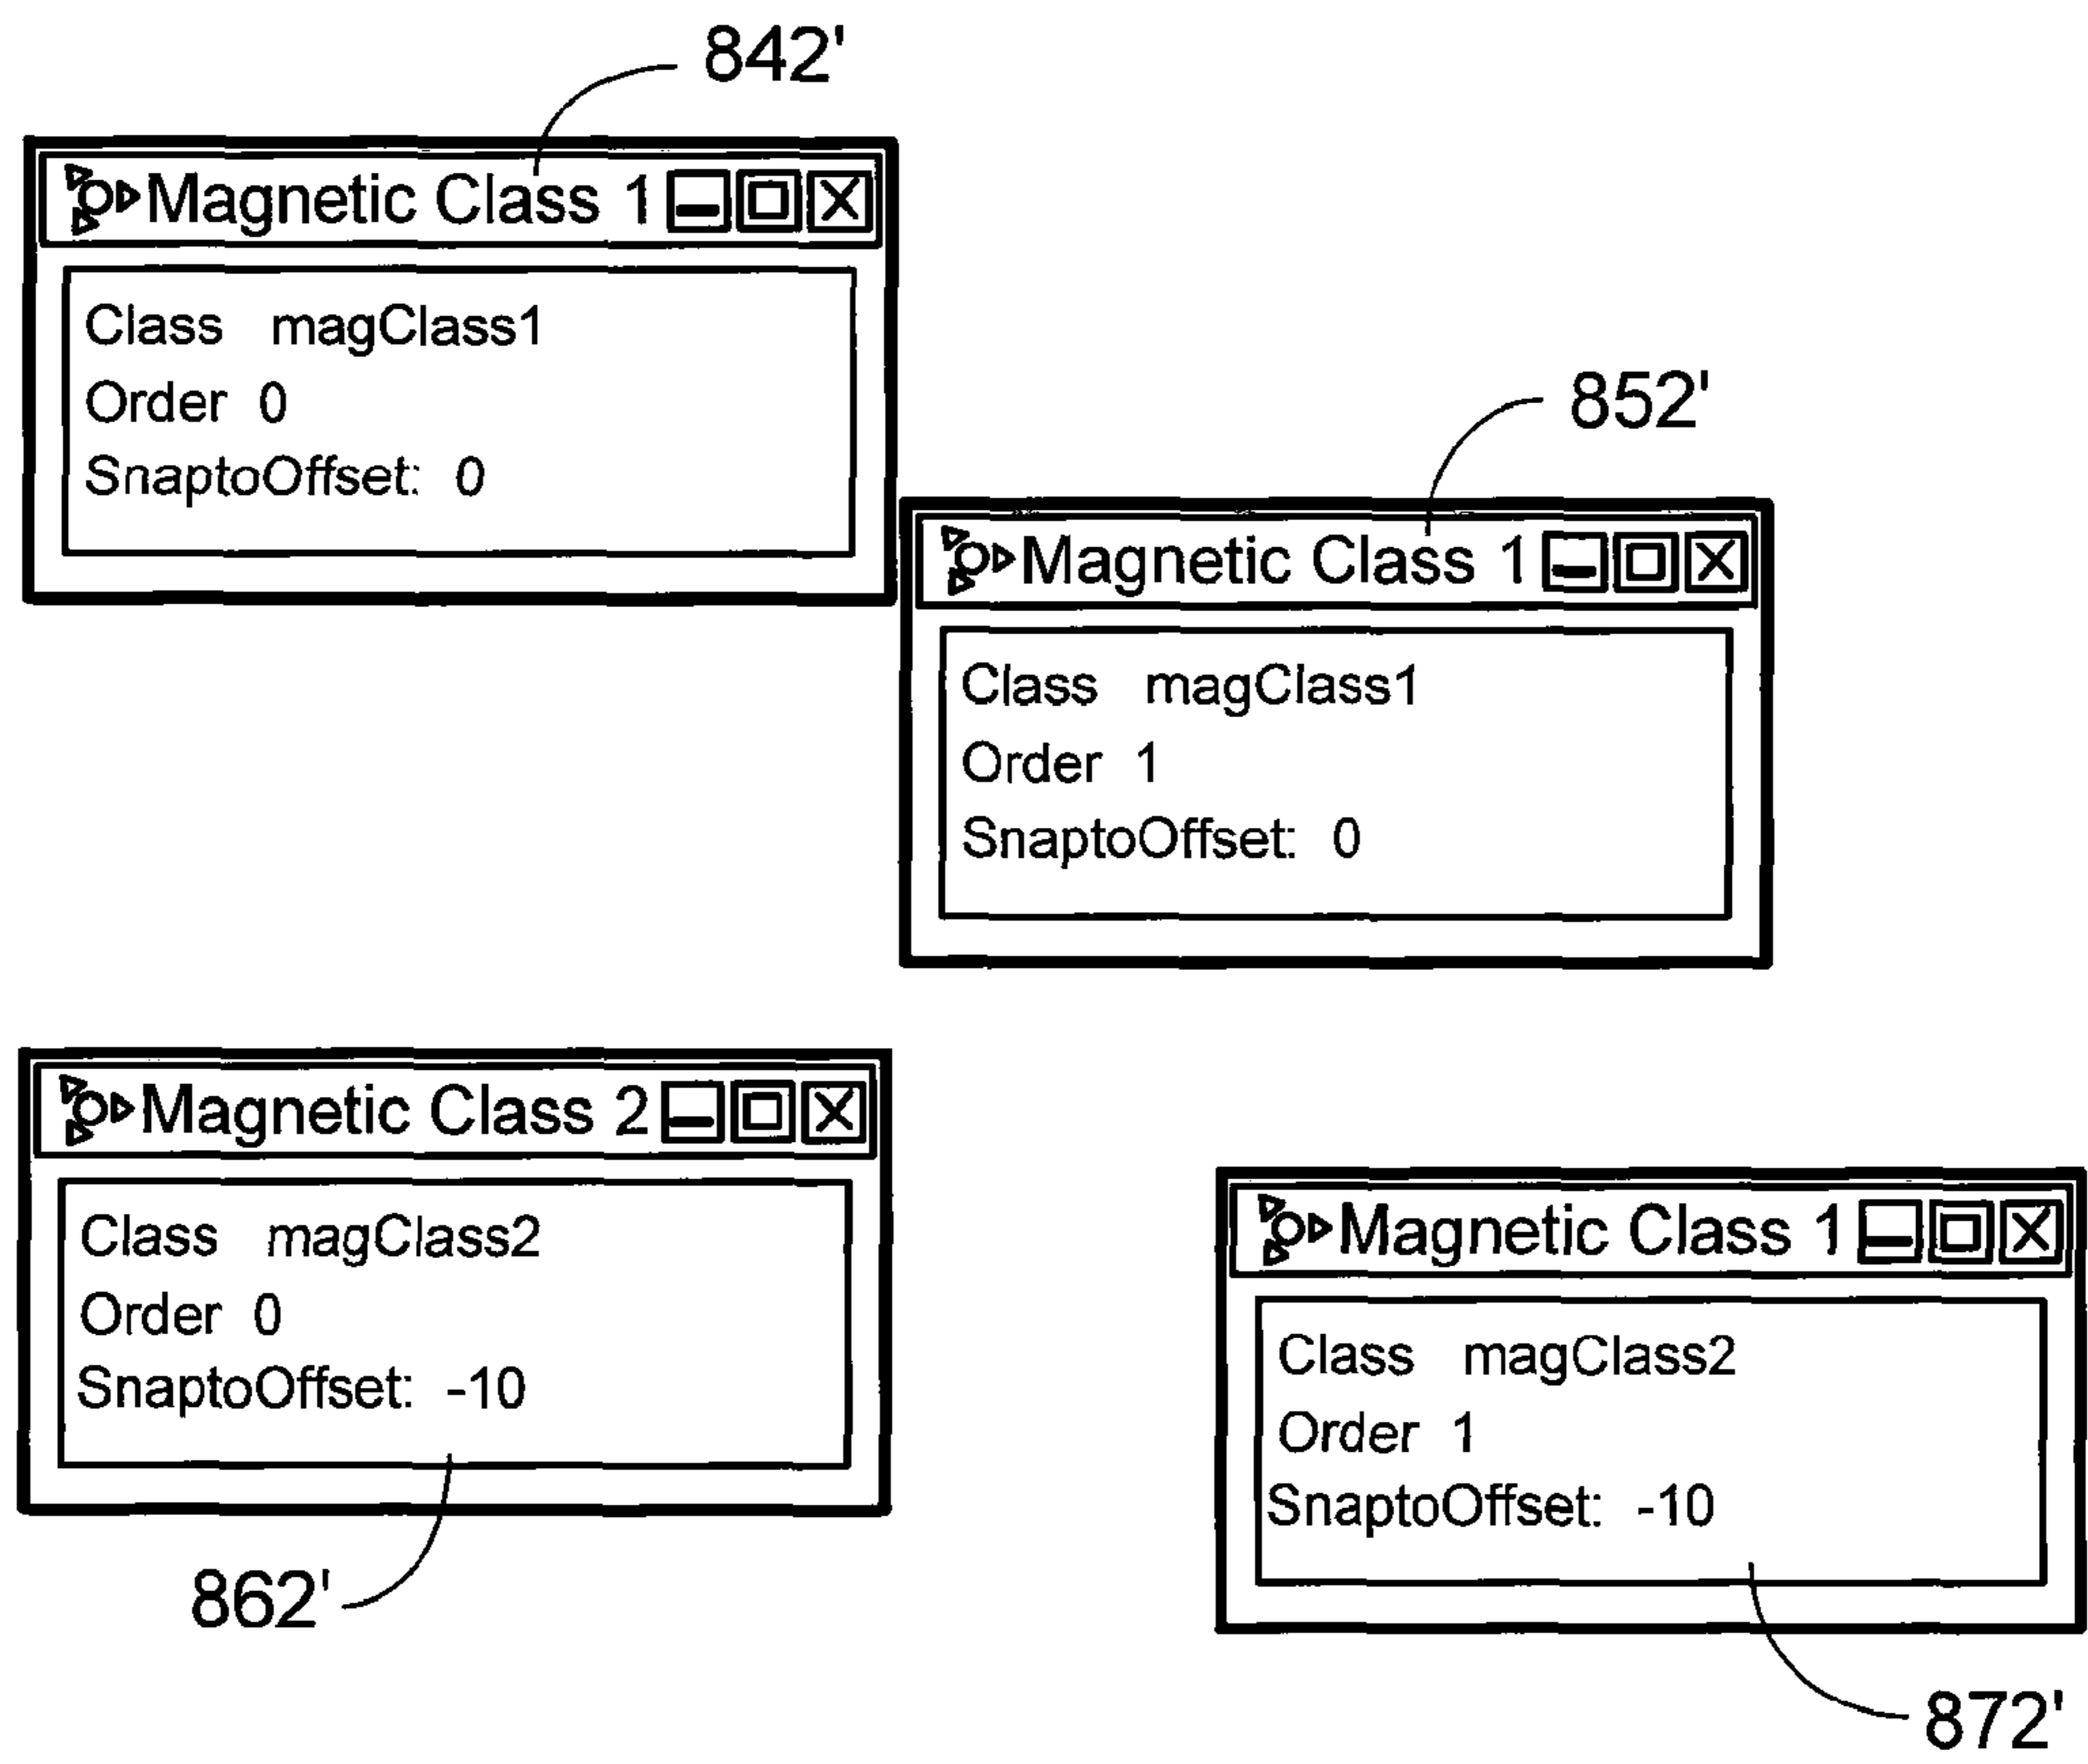 842'
Magnetic Class 1
Class magClass1
Order 0
SnaptoOffset: 0
852'
Magnetic Class 1
Class magClass1
Order 1
SnaptoOffset: 0
Magnetic Class 2
Class magClass2
Order 0
SnaptoOffset: -10
862'
Magnetic Class 1
Class magClass2
Order 1
SnaptoOffset: -10
872'